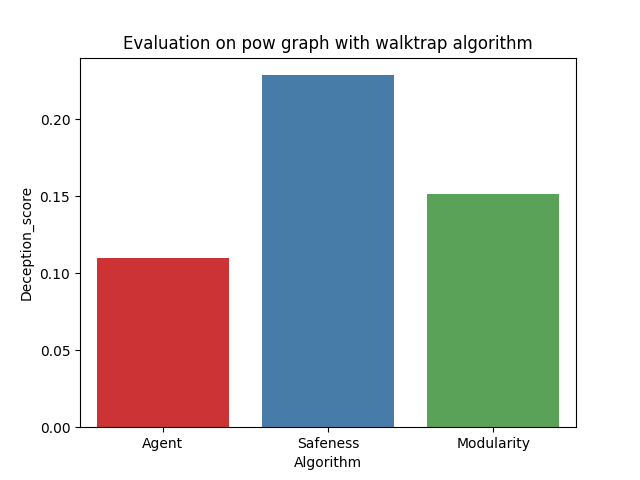 Evaluation on pow graph with walktrap algorithm
Deception_score
0.20
0.15
0.10
0.05
0.00
Agent
Safeness
Modularity
Algorithm